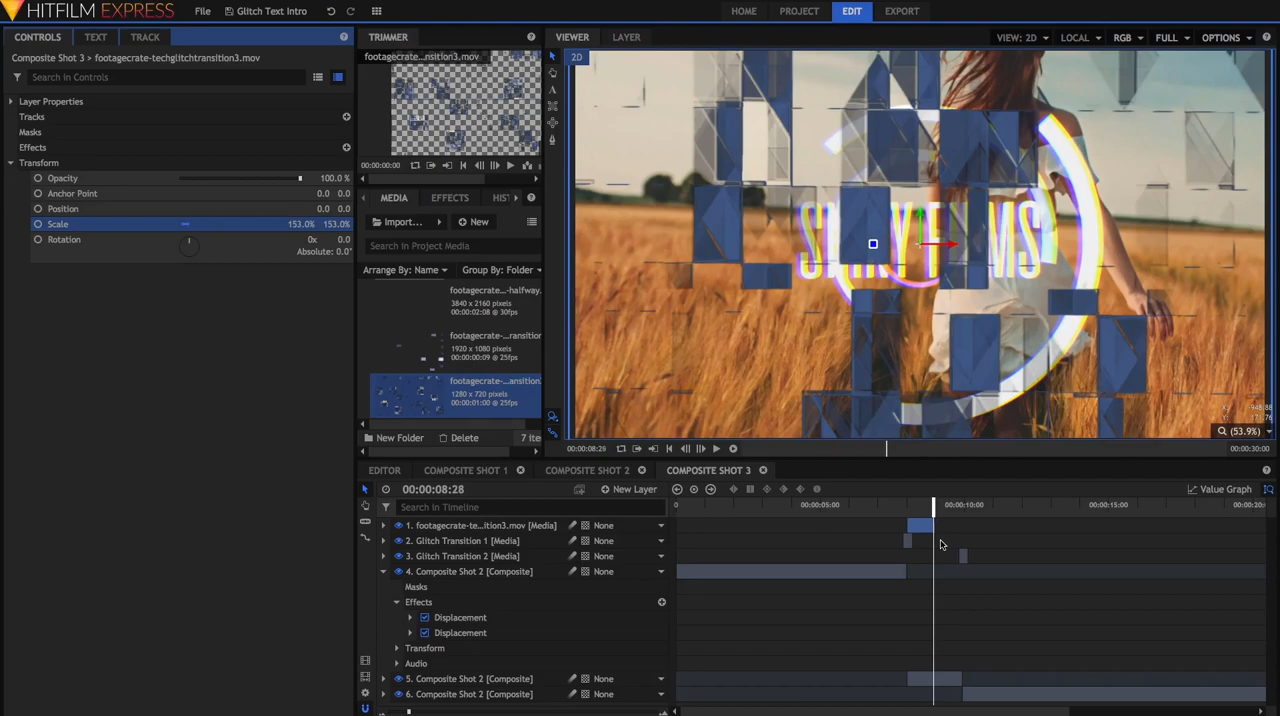 HITFILM EXPRESS
File
Glitch Text Intro
HOME
PROJECT
EDIT
EXPORT
CONTROLS
TEXT
TRACK
Composite Shot 3 > footagecrate-techglitchtransition3.mov
Search in Controls
Layer Properties
Tracks
Masks
Effects
Transform
Opacity 100.0 %
Anchor Point 0.0 0.0
Position 0.0 0.0
Scale 153.0% 153.0%
Rotation 0x 0.0
Absolute: 0.0°
TRIMMER
footagecrate-...nsition3.mov
00:00:00:00
MEDIA
EFFECTS
HIST
Import...
New
Search in Project Media
Arrange By: Name
Group By: Folder
footagecrate-halfway.
3840 x 2160 pixels
00:00:02:08 @ 30fps
footagecrate-...ransition
1920 x 1080 pixels
00:00:00:09 @ 25fps
footagecrate-...ansition
1280 x 720 pixels
00:00:01:00 @ 25fps
New Folder
Delete
7 ite
VIEWER
LAYER
VIEW: 2D
LOCAL
RGB
FULL
OPTIONS
2D
X: -948.88
Y: 171.76
(53.9%)
00:00:08:29
00:00:30:00
EDITOR
COMPOSITE SHOT 1
COMPOSITE SHOT 2
COMPOSITE SHOT 3
00:00:08:28
New Layer
Value Graph
Search in Timeline
0
00:00:05:00
00:00:10:00
00:00:15:00
00:00:20:0
1. footagecrate-te...ition3.mov [Media] None
2. Glitch Transition 1 [Media] None
3. Glitch Transition 2 [Media] None
4. Composite Shot 2 [Composite] None
Masks
Effects
Displacement
Displacement
Transform
Audio
5. Composite Shot 2 [Composite] None
6. Composite Shot 2 [Composite] None